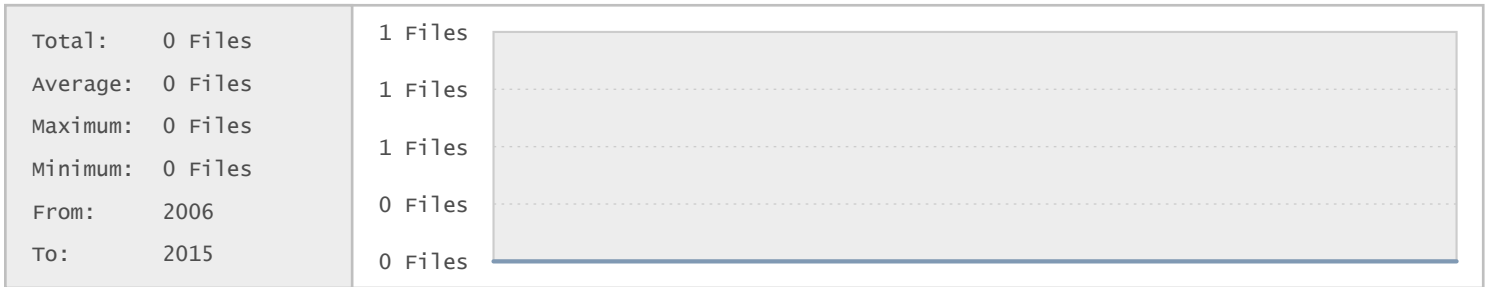 Total: 0 Files
Average: 0 Files
Maximum: 0 Files
Minimum: 0 Files
From: 2006
To: 2015
1 Files
1 Files
1 Files
0 Files
0 Files